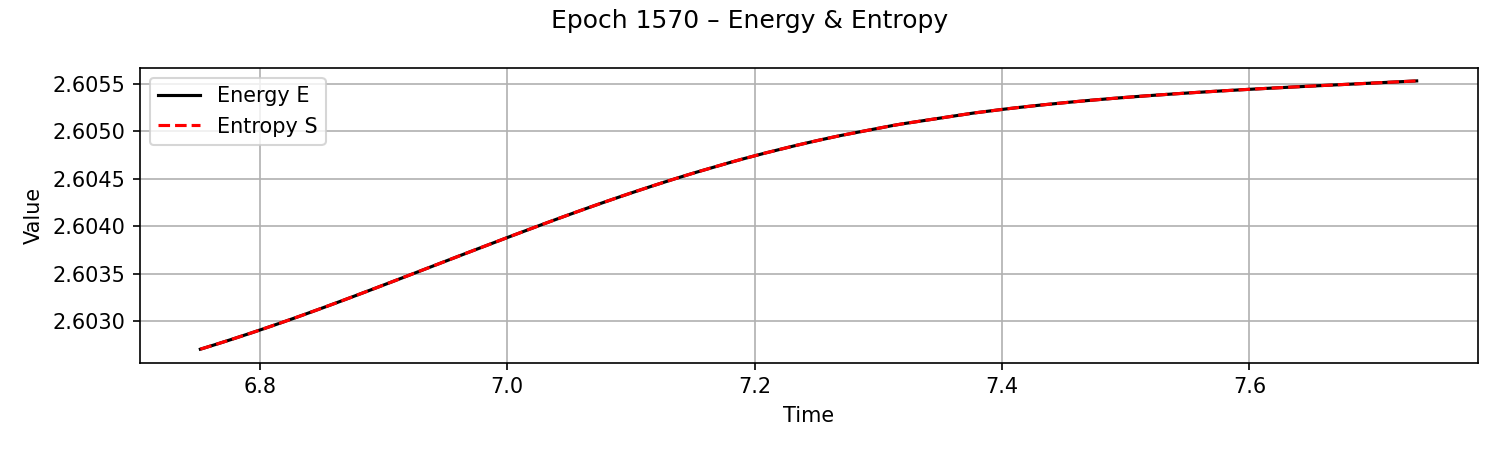 Epoch 1570 – Energy & Entropy
Energy E
Entropy S
Value
2.6055
2.6050
2.6045
2.6040
2.6035
2.6030
6.8 7.0 7.2 7.4 7.6
Time